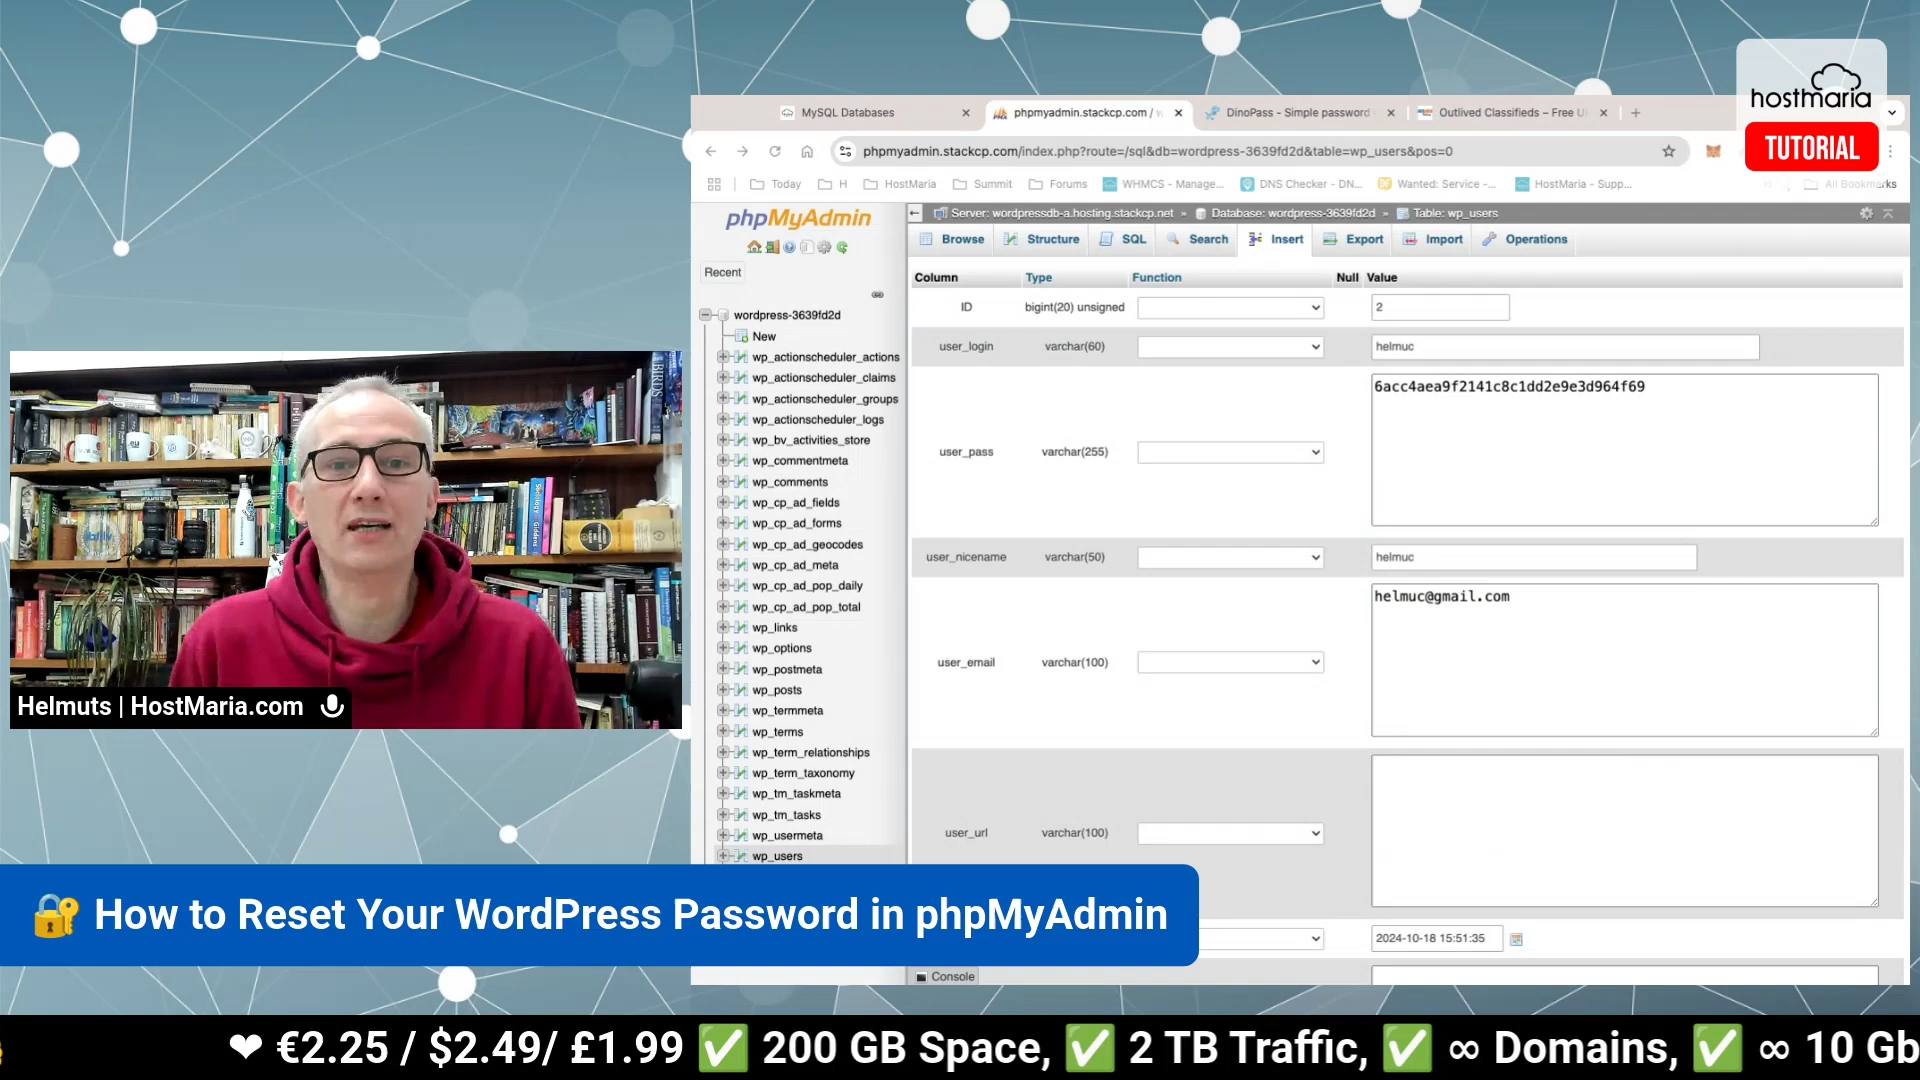 hostmaria
TUTORIAL
MySQL Databases
phpmyadmin.stackcp.com / w
DinoPass - Simple password
Outlived Classifieds – Free U
phpmyadmin.stackcp.com/index.php?route=/sql&db=wordpress-3639fd2d&table=wp_users&pos=0
Today
H
HostMaria
Summit
Forums
WHMCS - Manage...
DNS Checker - DN...
Wanted: Service -...
HostMaria - Supp...
All Bookmarks
phpMyAdmin
Recent
wordpress-3639fd2d
New
wp_actionscheduler_actions
wp_actionscheduler_claims
wp_actionscheduler_groups
wp_actionscheduler_logs
wp_bv_activities_store
wp_commentmeta
wp_comments
wp_cp_ad_fields
wp_cp_ad_forms
wp_cp_ad_geocodes
wp_cp_ad_meta
wp_cp_ad_pop_daily
wp_cp_ad_pop_total
wp_links
wp_options
wp_postmeta
wp_posts
wp_termmeta
wp_terms
wp_term_relationships
wp_term_taxonomy
wp_tm_taskmeta
wp_tm_tasks
wp_usermeta
wp_users
Server: wordpressdb-a.hosting.stackcp.net » Database: wordpress-3639fd2d » Table: wp_users
Browse Structure SQL Search Insert Export Import Operations
Column Type Function Null Value
ID bigint(20) unsigned 2
user_login varchar(60) helmuc
6acc4aea9f2141c8c1dd2e9e3d964f69
user_pass varchar(255)
user_nicename varchar(50) helmuc
helmuc@gmail.com
user_email varchar(100)
user_url varchar(100)
2024-10-18 15:51:35
Console
Helmuts | HostMaria.com
🔐 How to Reset Your WordPress Password in phpMyAdmin
❤ €2.25 / $2.49/ £1.99 ✅ 200 GB Space, ✅ 2 TB Traffic, ✅ ∞ Domains, ✅ ∞ 10 Gb